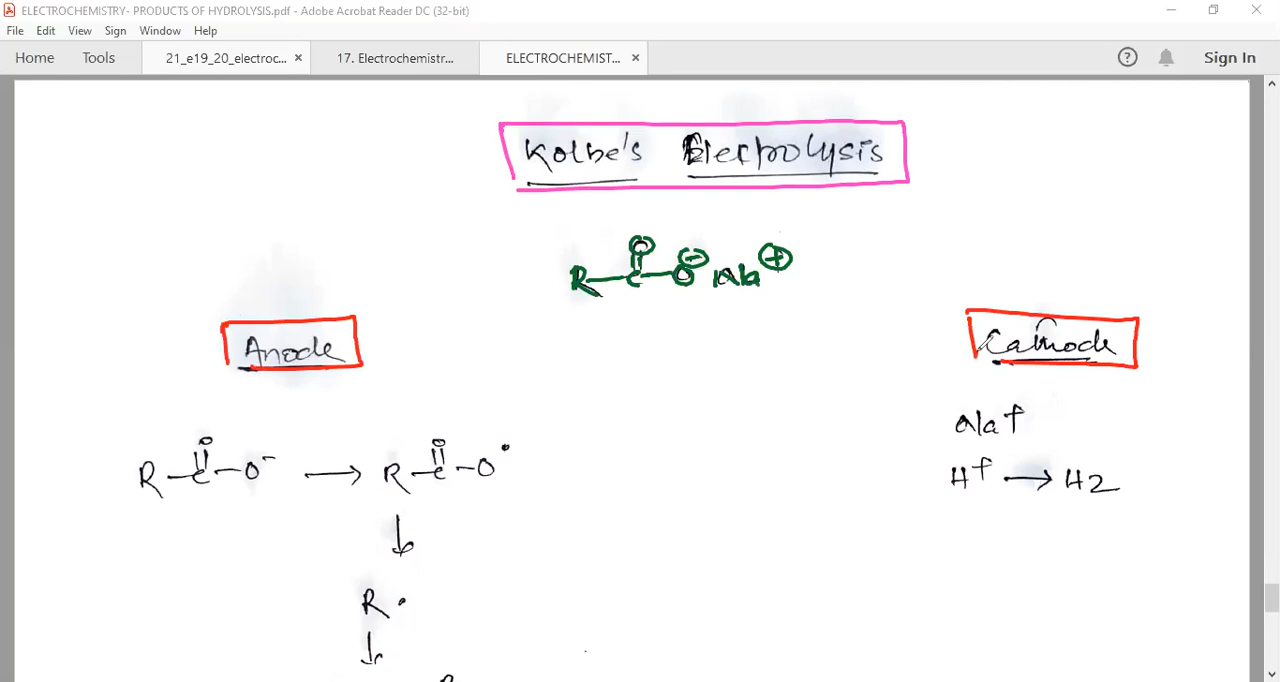 ELECTROCHEMISTRY- PRODUCTS OF HYDROLYSIS.pdf - Adobe Acrobat Reader DC (32-bit)
File Edit View Sign Window Help
Home Tools 21_e19_20_electroc... × 17. Electrochemistr... ELECTROCHEMIST... × Sign In
Kolbe's Electrolysis
O
R-C-O⊖ Na⊕
Anode
Cathode
Na+
O O
R-C-O⁻ → R-C-O•
H+ → H2
↓
R•
↓